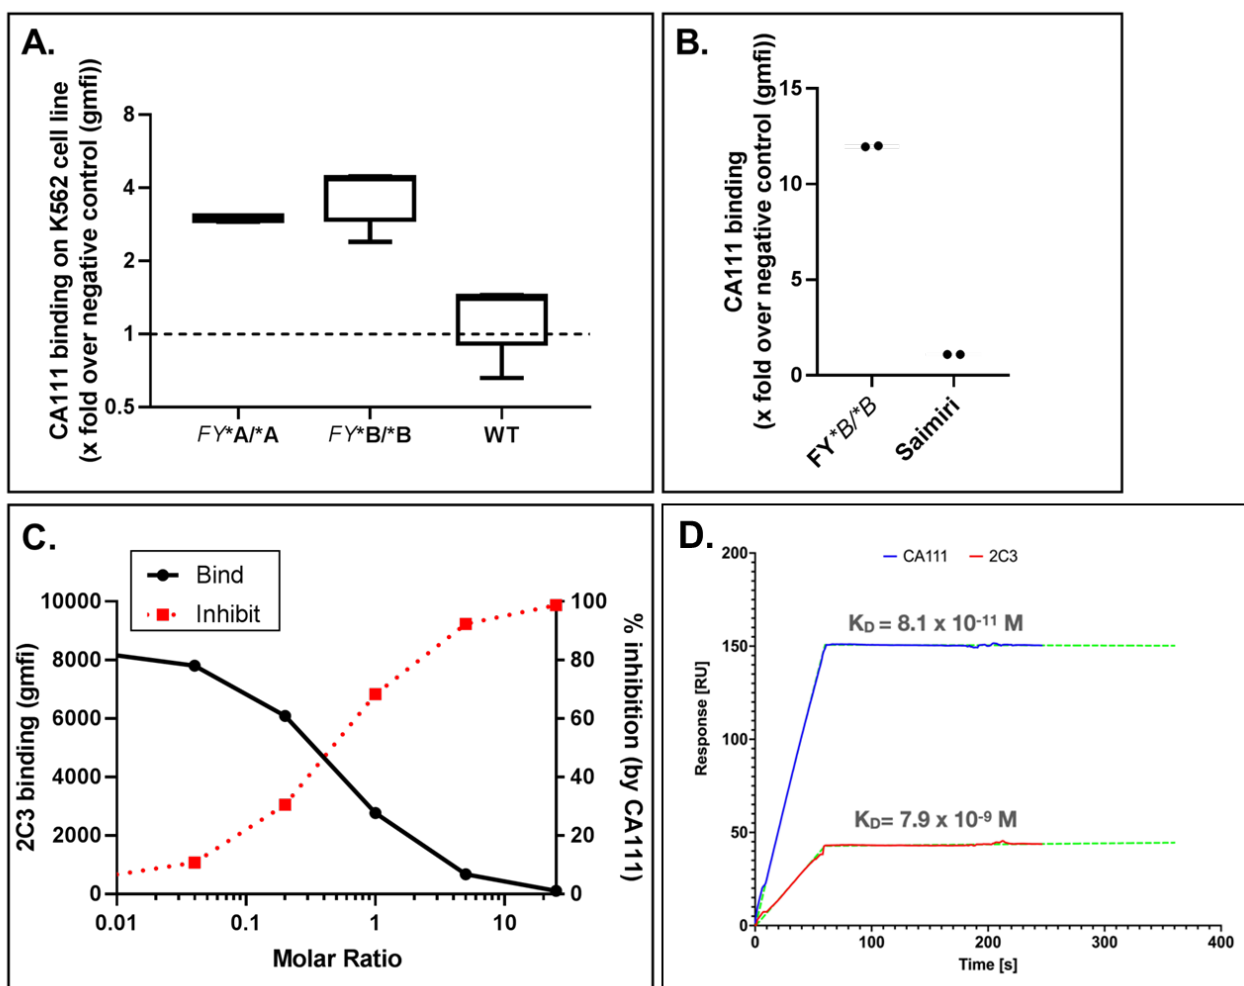 A.
CA111 binding on K562 cell line
(x fold over negative control (gmfi))
8
4
2
1
0.5
FY*A/*A
FY*B/*B
WT
B.
CA111 binding
(x fold over negative control (gmfi))
15
10
5
0
FY*B/*B
Saimiri
C.
Bind
Inhibit
2C3 binding (gmfi)
10000
8000
6000
4000
2000
0
100
80
60
40
20
0
% inhibition (by CA111)
0.01
0.1
1
10
Molar Ratio
D.
CA111
2C3
Response [RU]
200
150
100
50
0
K_D = 8.1 x 10⁻¹¹ M
K_D= 7.9 x 10⁻⁹ M
0
100
200
300
400
Time [s]